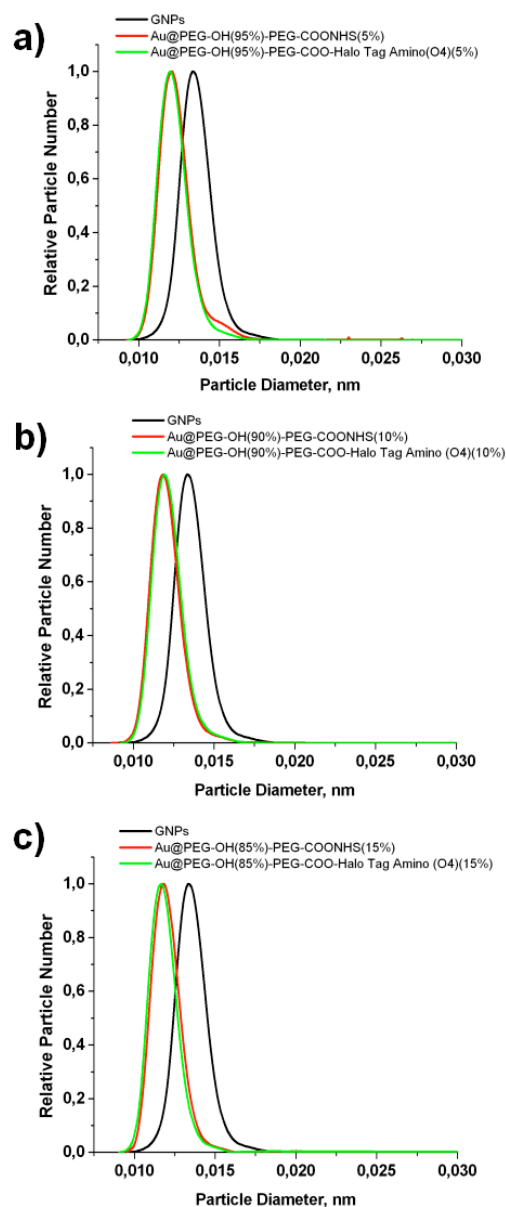 a)
GNPs
Au@PEG-OH(95%)-PEG-COONHS(5%)
Au@PEG-OH(95%)-PEG-COO-Halo Tag Amino(O4)(5%)
Relative Particle Number
1,0
0,8
0,6
0,4
0,2
0,0
0,010 0,015 0,020 0,025 0,030
Particle Diameter, nm
b)
GNPs
Au@PEG-OH(90%)-PEG-COONHS(10%)
Au@PEG-OH(90%)-PEG-COO-Halo Tag Amino (O4)(10%)
Relative Particle Number
1,0
0,8
0,6
0,4
0,2
0,0
0,010 0,015 0,020 0,025 0,030
Particle Diameter, nm
c)
GNPs
Au@PEG-OH(85%)-PEG-COONHS(15%)
Au@PEG-OH(85%)-PEG-COO-Halo Tag Amino (O4)(15%)
Relative Particle Number
1,0
0,8
0,6
0,4
0,2
0,0
0,010 0,015 0,020 0,025 0,030
Particle Diameter, nm